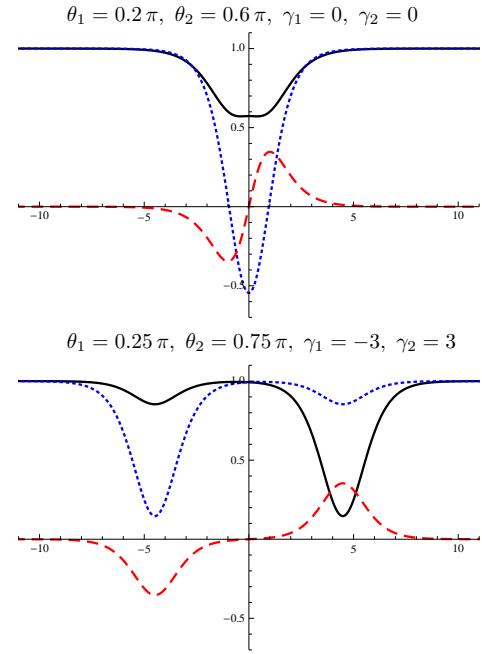 θ₁ = 0.2 π, θ₂ = 0.6 π, γ₁ = 0, γ₂ = 0
1.0
0.5
-10 -5 5 10
-0.5
θ₁ = 0.25 π, θ₂ = 0.75 π, γ₁ = −3, γ₂ = 3
1.0
0.5
-10 -5 5 10
-0.5